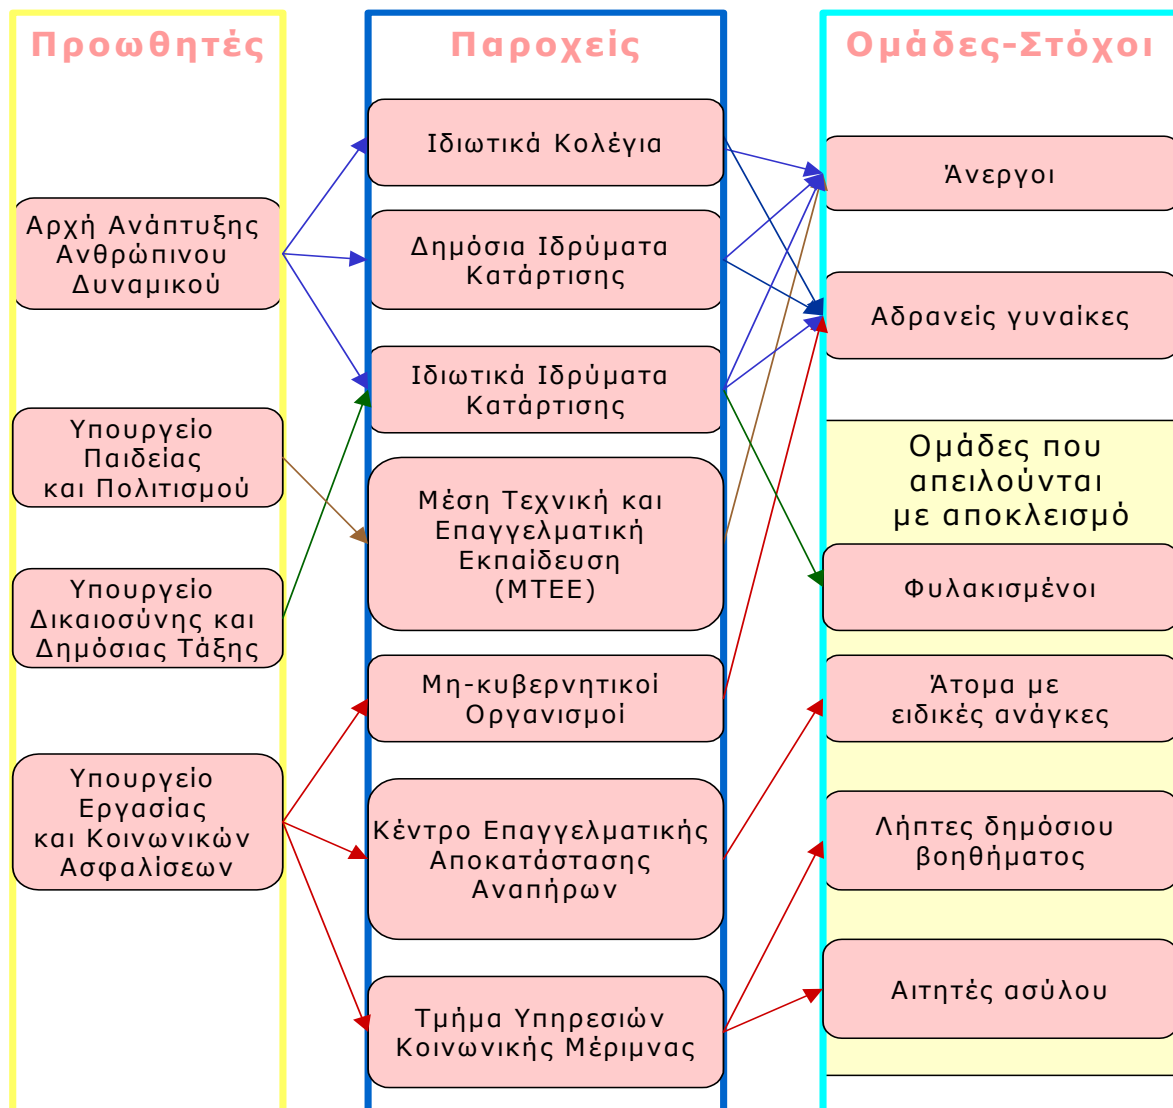 Προωθητές
Αρχή Ανάπτυξης
Ανθρώπινου
Δυναμικού
Υπουργείο
Παιδείας
και Πολιτισμού
Υπουργείο
Δικαιοσύνης και
Δημόσιας Τάξης
Υπουργείο
Εργασίας
και Κοινωνικών
Ασφαλίσεων
Παροχείς
Ιδιωτικά Κολέγια
Δημόσια Ιδρύματα
Κατάρτισης
Ιδιωτικά Ιδρύματα
Κατάρτισης
Μέση Τεχνική και
Επαγγελματική
Εκπαίδευση
(ΜΤΕΕ)
Μη-κυβερνητικοί
Οργανισμοί
Κέντρο Επαγγελματικής
Αποκατάστασης
Αναπήρων
Τμήμα Υπηρεσιών
Κοινωνικής Μέριμνας
Ομάδες-Στόχοι
Άνεργοι
Αδρανείς γυναίκες
Ομάδες που
απειλούνται
με αποκλεισμό
Φυλακισμένοι
Άτομα με
ειδικές ανάγκες
Λήπτες δημόσιου
βοηθήματος
Αιτητές ασύλου